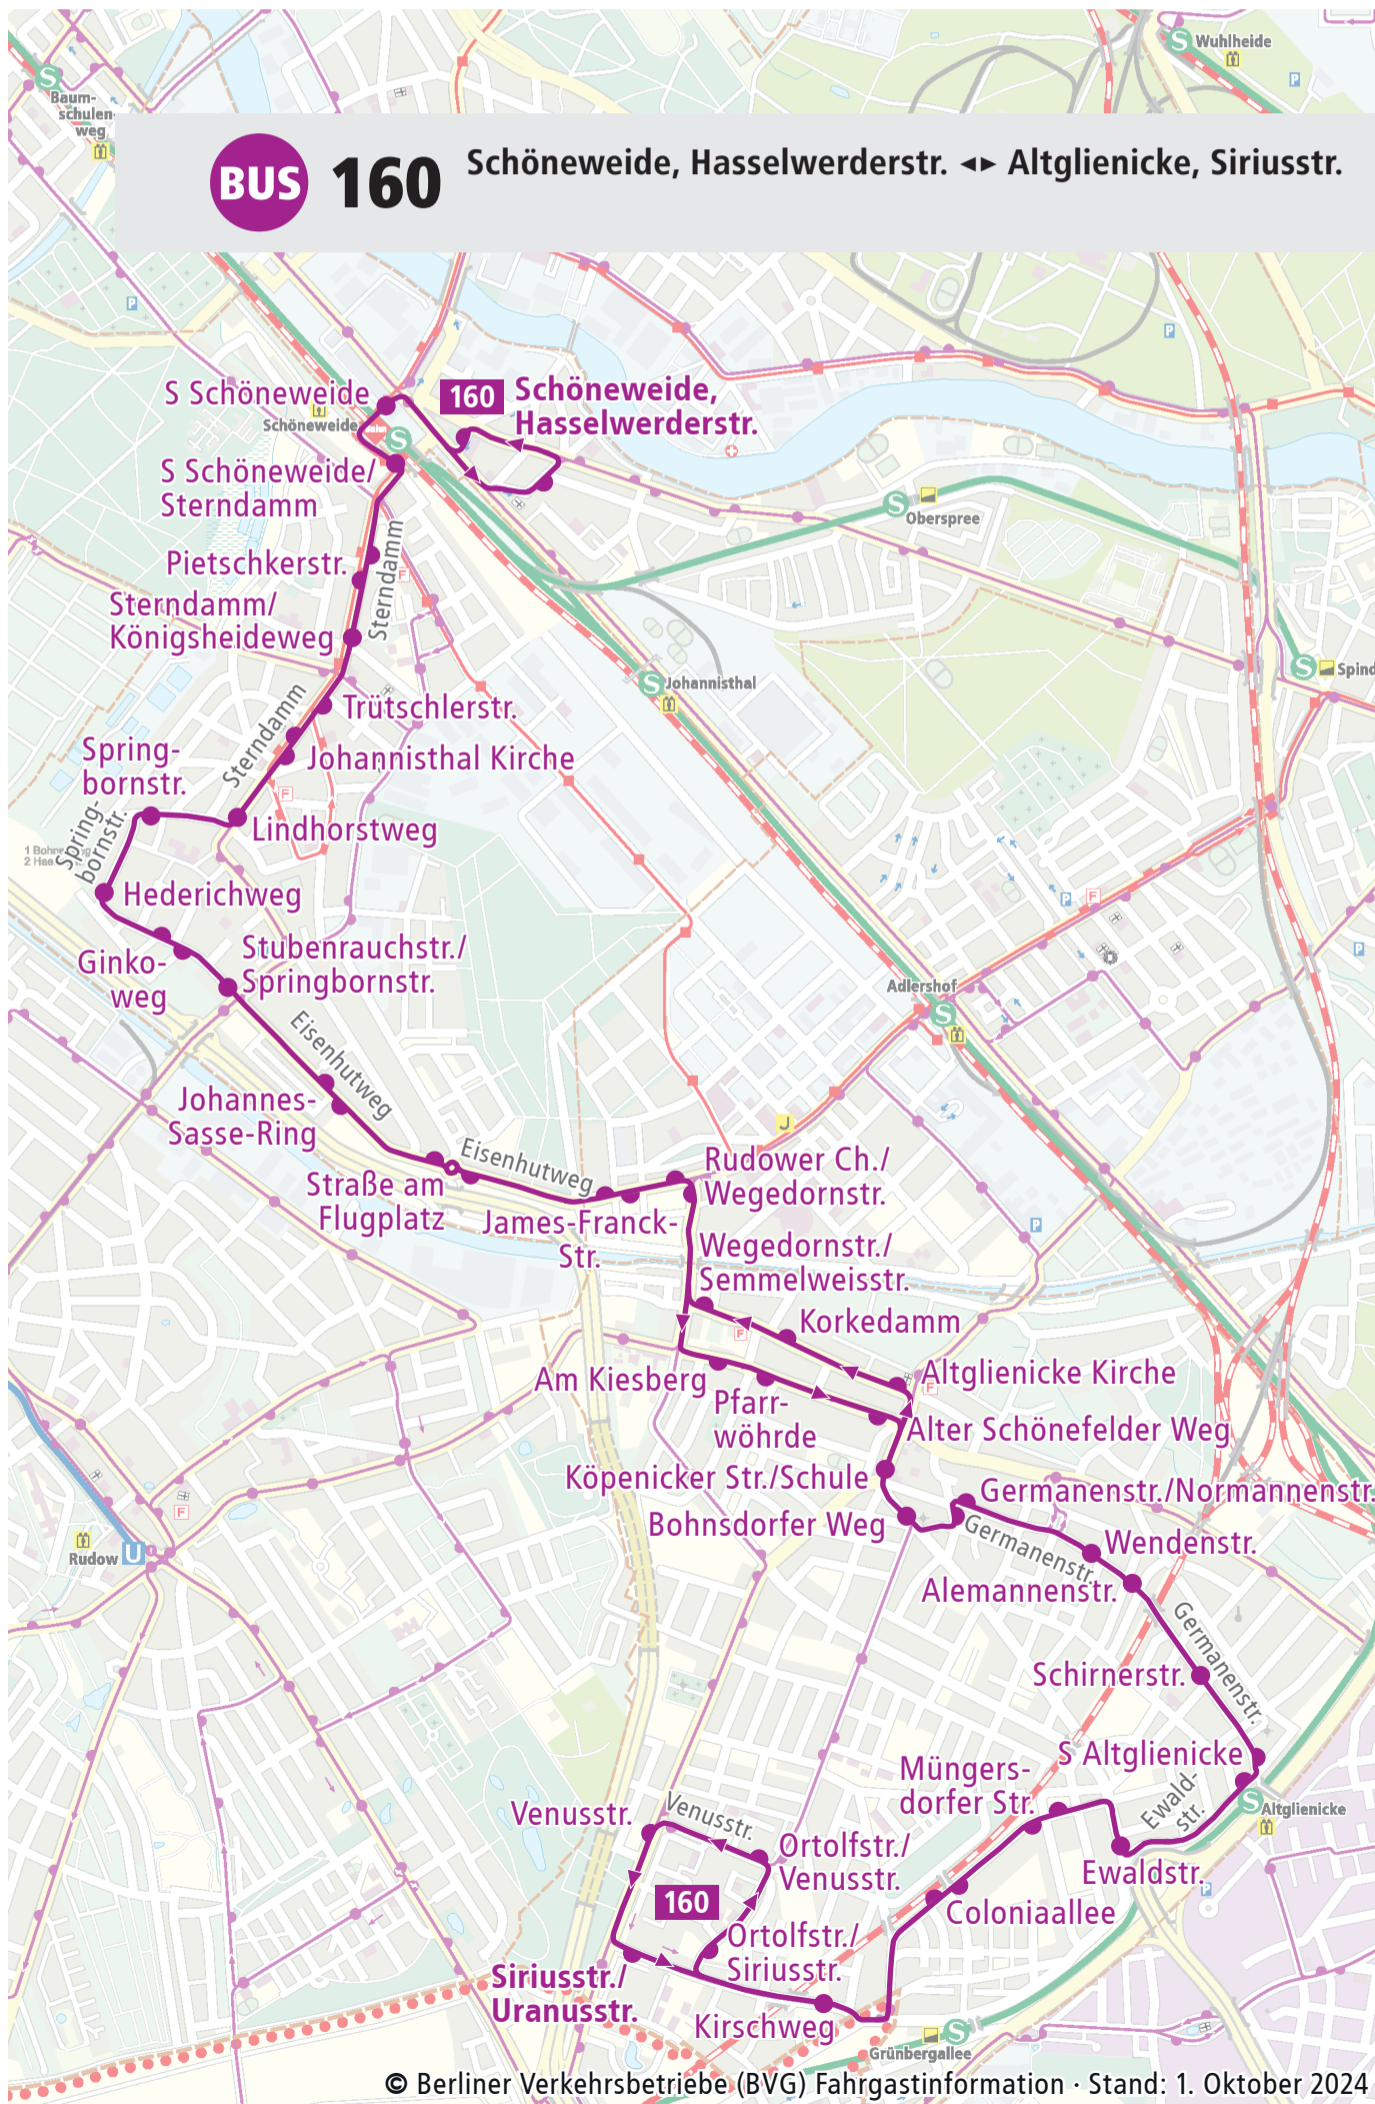 Wuhlheide
Baum-
schulen-
weg
BUS 160 Schöneweide, Hasselwerderstr. ◂▸ Altglienicke, Siriusstr.
S Schöneweide
160
Schöneweide,
Hasselwerderstr.
Schöneweide
S Schöneweide/
Sterndamm
Oberspree
Pietschkerstr.
Sterndamm
Sterndamm/
Königsheideweg
Johannisthal
Spind
Trütschlerstr.
Sterndamm
Spring-
bornstr.
Johannisthal Kirche
Lindhorstweg
Spring-
bornstr.
Hederichweg
Ginko-
weg
Stubenrauchstr./
Springbornstr.
Adlershof
Eisenhutweg
Johannes-
Sasse-Ring
Eisenhutweg
Rudower Ch./
Wegedornstr.
Straße am
Flugplatz
James-Franck-
Str.
Wegedornstr./
Semmelweisstr.
Korkedamm
Am Kiesberg
Altglienicke Kirche
Pfarr-
wöhrde
Alter Schönefelder Weg
Köpenicker Str./Schule
Germanenstr./Normannenstr.
Bohnsdorfer Weg
Germanenstr.
Wendenstr.
Rudow
Alemannenstr.
Germanenstr.
Schirnerstr.
S Altglienicke
Müngers-
dorfer Str.
Ewald-
str.
Altglienicke
Venusstr.
Venusstr.
Ortolfstr./
Venusstr.
Ewaldstr.
160
Coloniaallee
Ortolfstr./
Siriusstr.
Siriusstr./
Uranusstr.
Kirschweg
Grünbergallee
© Berliner Verkehrsbetriebe (BVG) Fahrgastinformation · Stand: 1. Oktober 2024